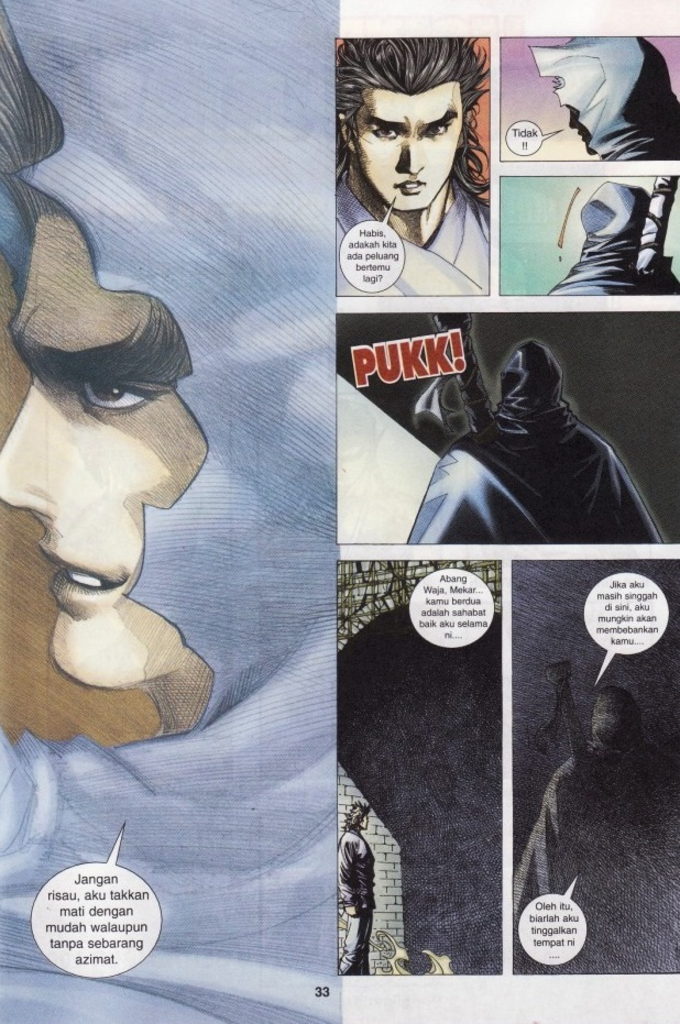 Jangan
risau, aku takkan
mati dengan
mudah walaupun
tanpa sebarang
azimat.
Habis,
adakah kita
ada peluang
bertemu
lagi?
Tidak
!!
PUKK!
Abang
Waja, Mekar...
kamu berdua
adalah sahabat
baik aku selama
ni....
Jika aku
masih singgah
di sini, aku
mungkin akan
membebankan
kamu....
Oleh itu,
biarlah aku
tinggalkan
tempat ni
....
33